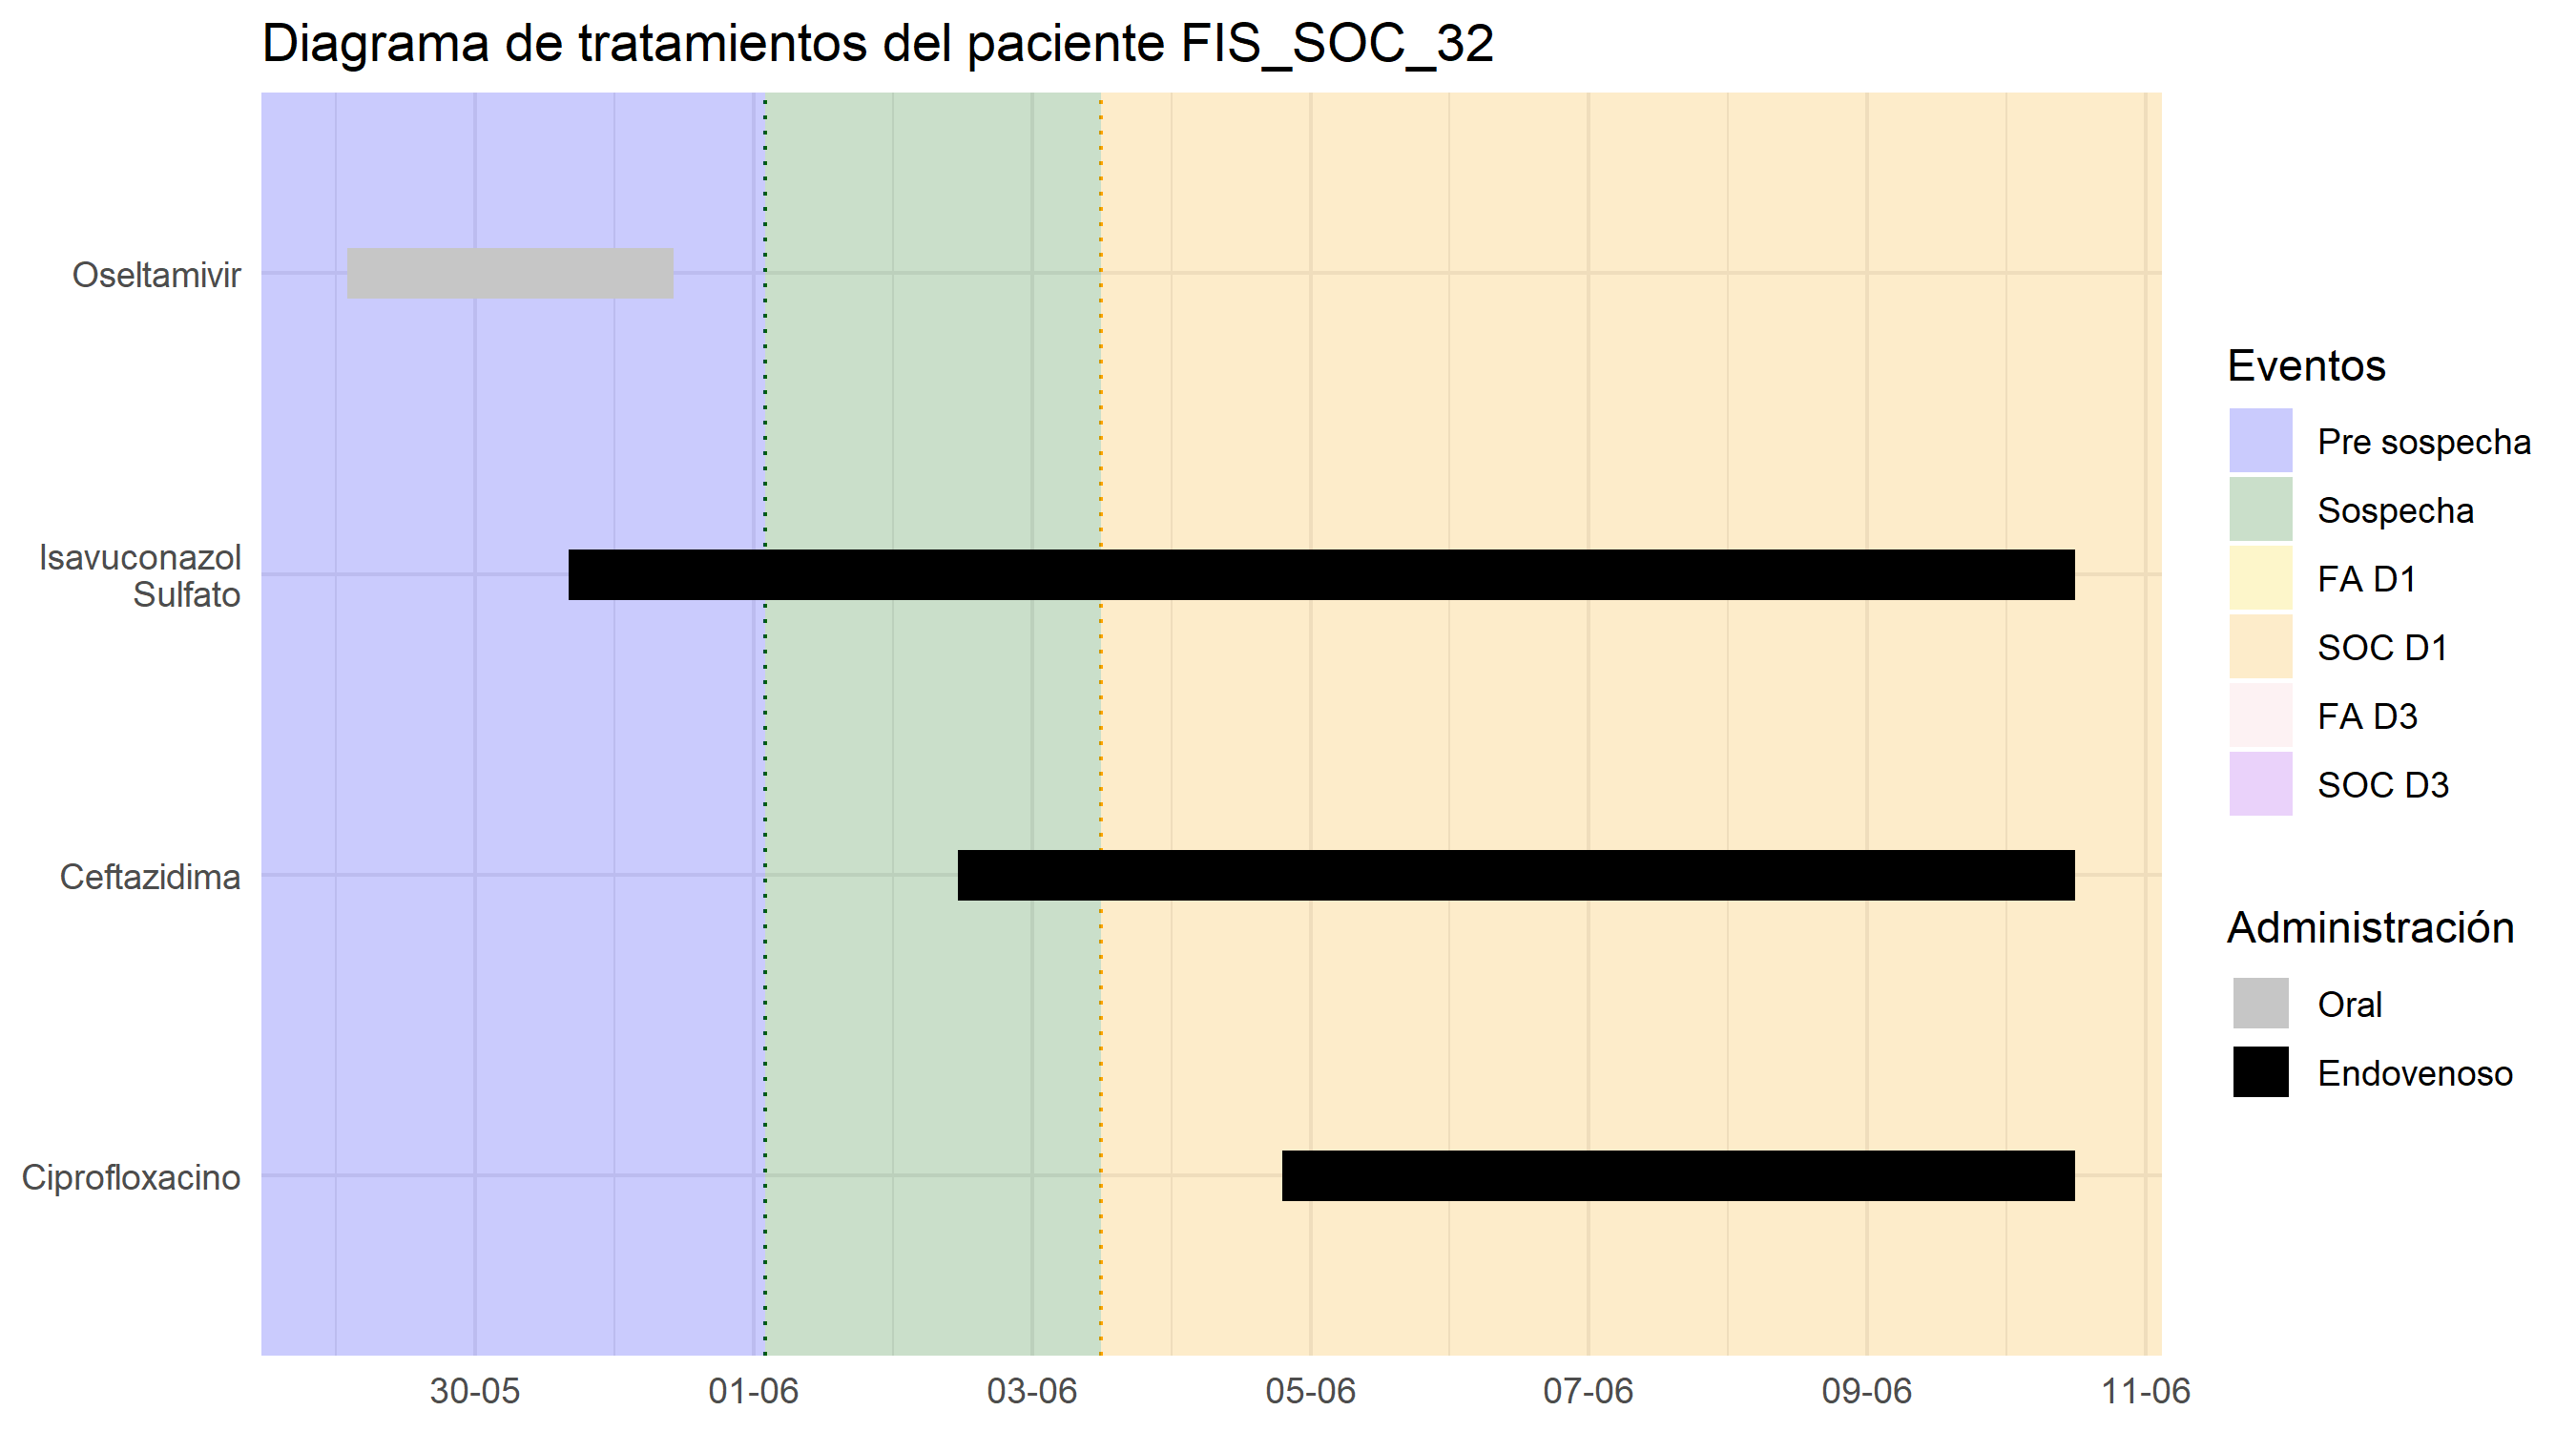 Diagrama de tratamientos del paciente FIS_SOC_32
Oseltamivir
Isavuconazol
Sulfato
Ceftazidima
Ciprofloxacino
30-05
01-06
03-06
05-06
07-06
09-06
11-06
Eventos
Pre sospecha
Sospecha
FA D1
SOC D1
FA D3
SOC D3
Administración
Oral
Endovenoso